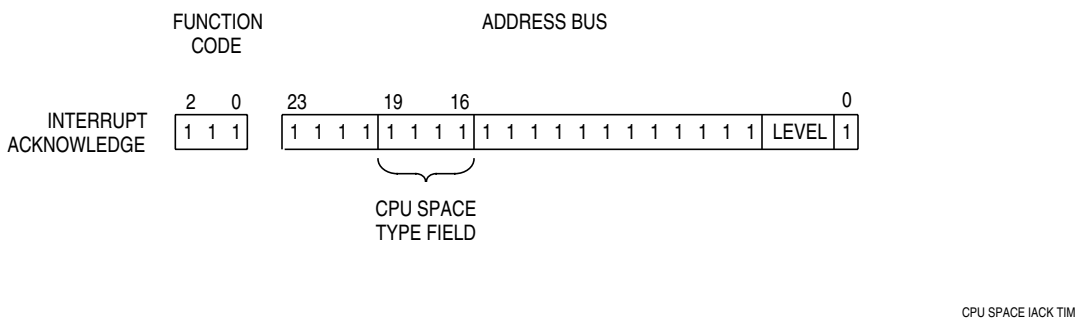 FUNCTION
CODE
ADDRESS BUS
2 0 23 19 16 0
INTERRUPT
ACKNOWLEDGE
1 1 1 1 1 1 1 1 1 1 1 1 1 1 1 1 1 1 1 1 1 1 1 LEVEL 1
CPU SPACE
TYPE FIELD
CPU SPACE IACK TIM